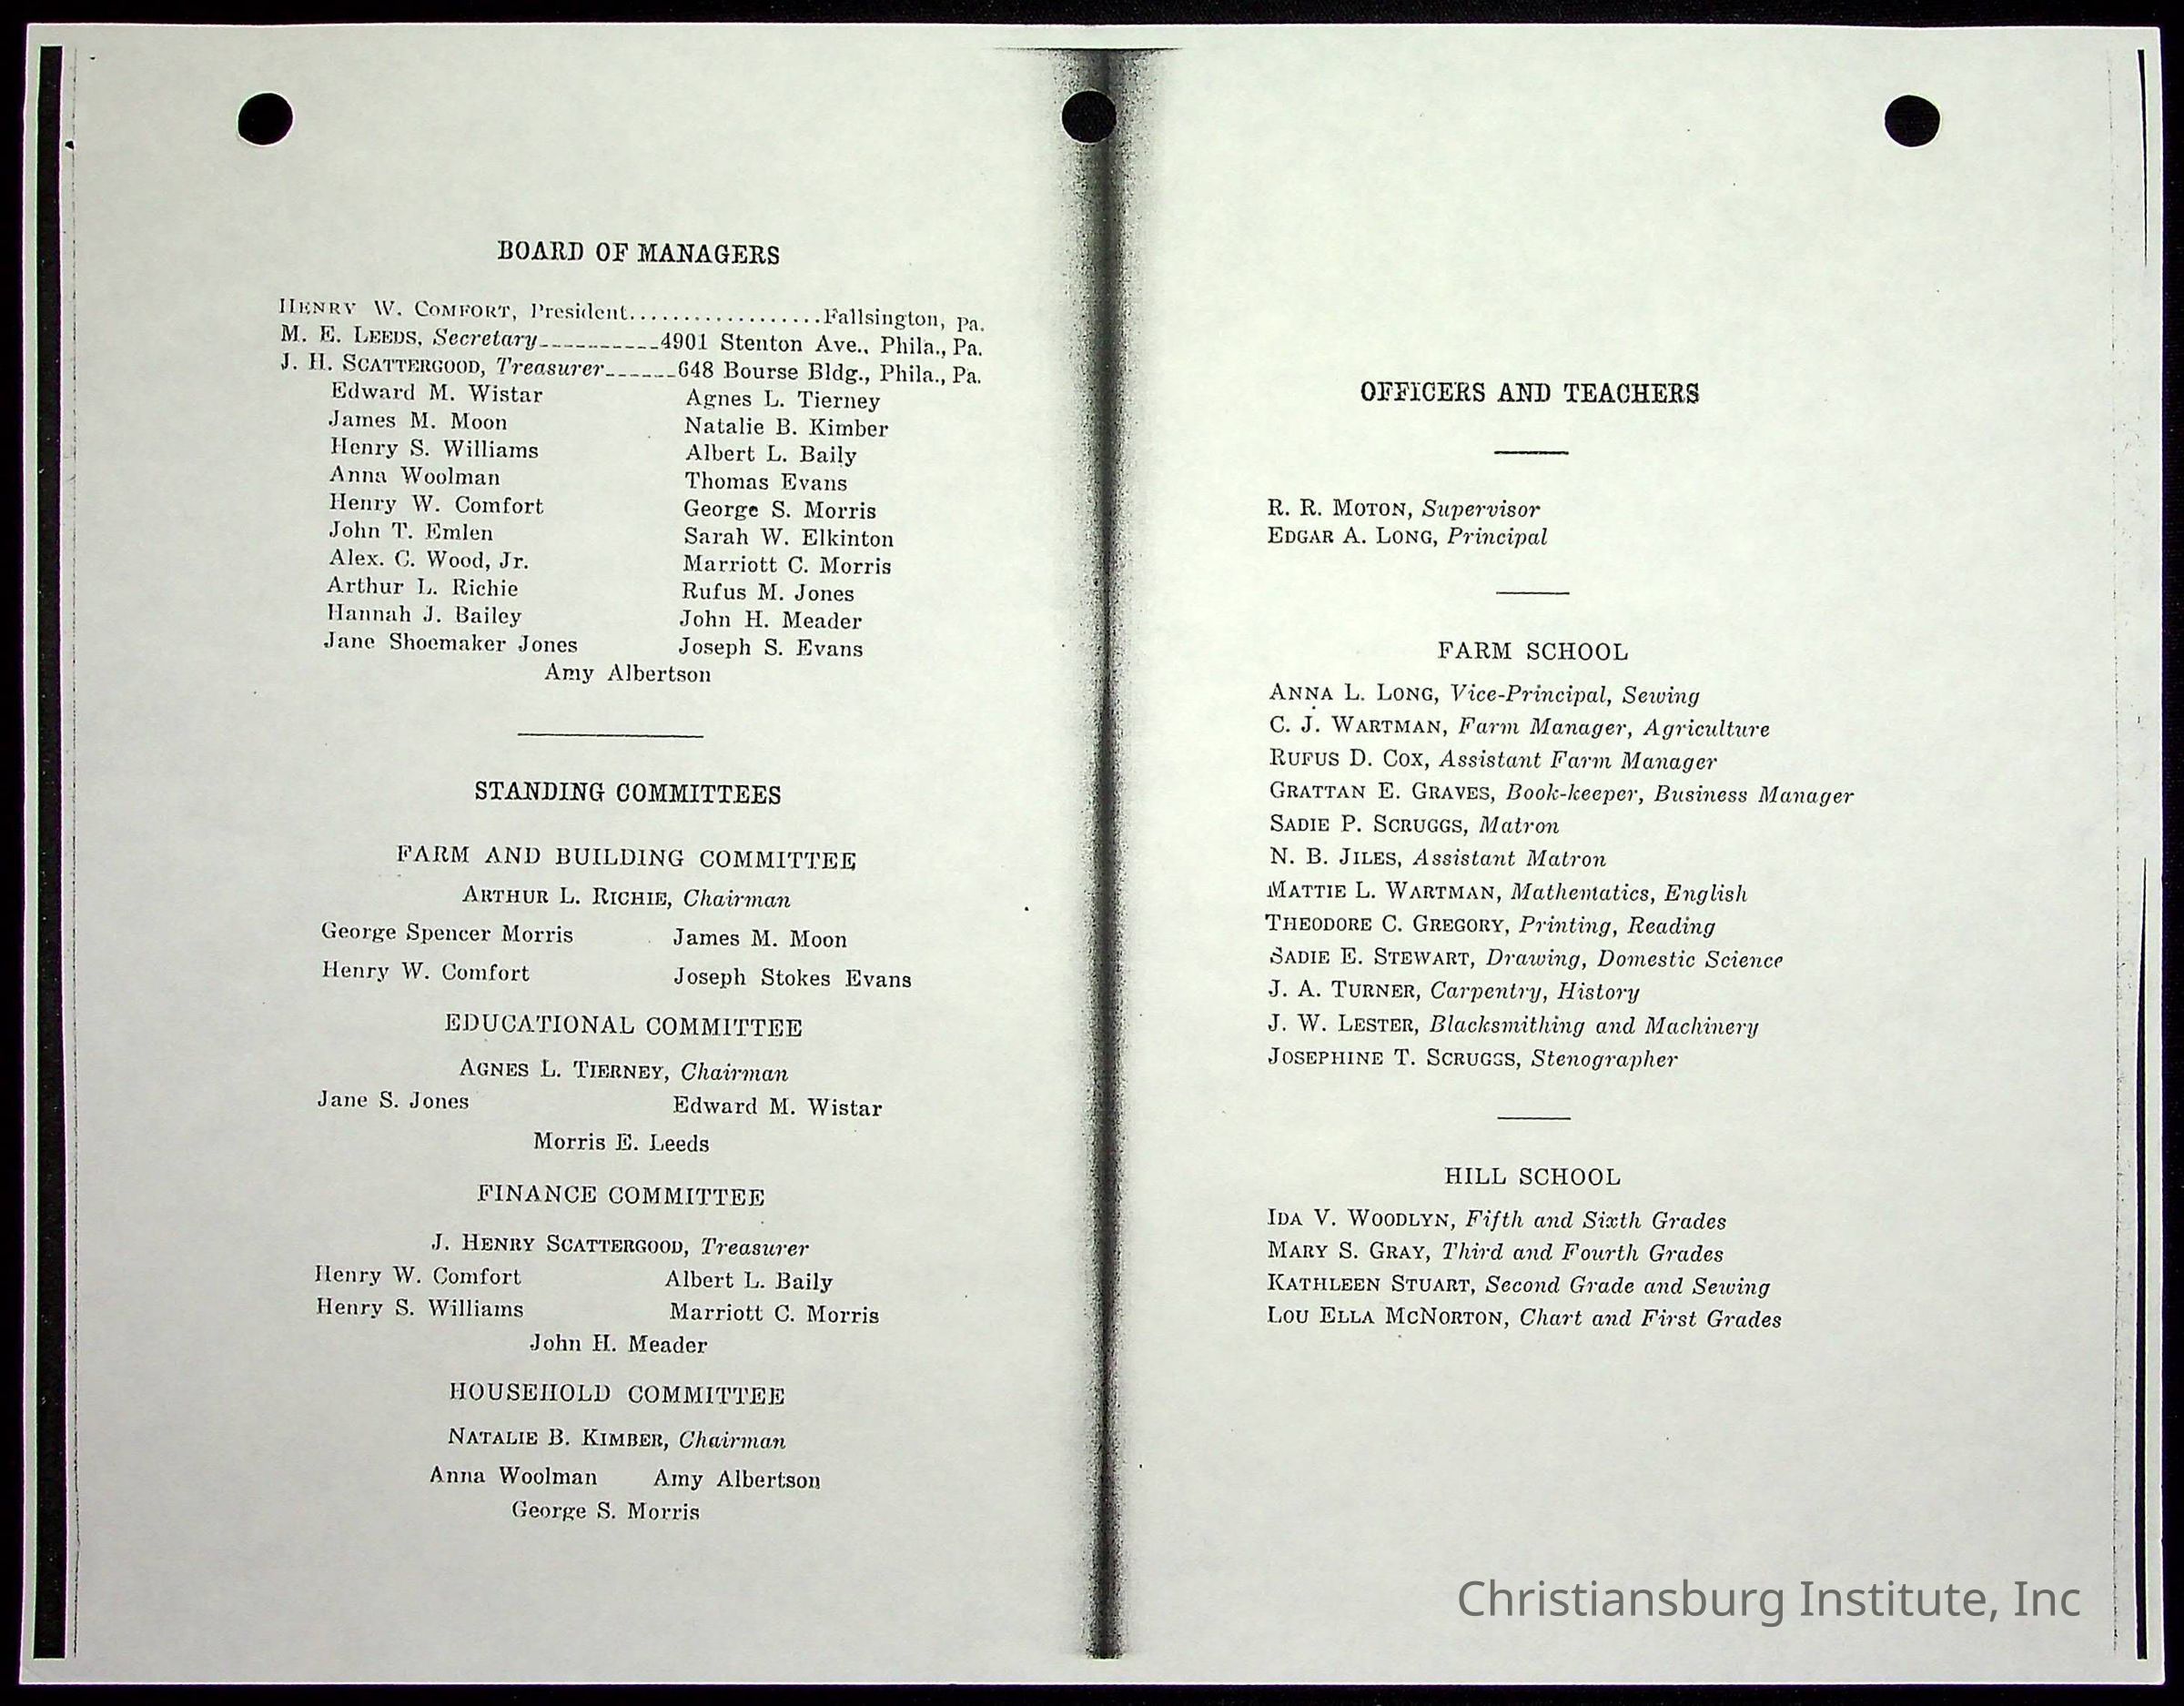 BOARD OF MANAGERS
HENRY W. COMFORT, President..................Fallsington, Pa.
M. E. LEEDS, Secretary___________4901 Stenton Ave., Phila., Pa.
J. H. SCATTERGOOD, Treasurer______648 Bourse Bldg., Phila., Pa.
Edward M. Wistar Agnes L. Tierney
James M. Moon Natalie B. Kimber
Henry S. Williams Albert L. Baily
Anna Woolman Thomas Evans
Henry W. Comfort George S. Morris
John T. Emlen Sarah W. Elkinton
Alex. C. Wood, Jr. Marriott C. Morris
Arthur L. Richie Rufus M. Jones
Hannah J. Bailey John H. Meader
Jane Shoemaker Jones Joseph S. Evans
Amy Albertson
STANDING COMMITTEES
FARM AND BUILDING COMMITTEE
ARTHUR L. RICHIE, Chairman
George Spencer Morris James M. Moon
Henry W. Comfort Joseph Stokes Evans
EDUCATIONAL COMMITTEE
AGNES L. TIERNEY, Chairman
Jane S. Jones Edward M. Wistar
Morris E. Leeds
FINANCE COMMITTEE
J. HENRY SCATTERGOOD, Treasurer
Henry W. Comfort Albert L. Baily
Henry S. Williams Marriott C. Morris
John H. Meader
HOUSEHOLD COMMITTEE
NATALIE B. KIMBER, Chairman
Anna Woolman Amy Albertson
George S. Morris
OFFICERS AND TEACHERS
R. R. MOTON, Supervisor
EDGAR A. LONG, Principal
FARM SCHOOL
ANNA L. LONG, Vice-Principal, Sewing
C. J. WARTMAN, Farm Manager, Agriculture
RUFUS D. COX, Assistant Farm Manager
GRATTAN E. GRAVES, Book-keeper, Business Manager
SADIE P. SCRUGGS, Matron
N. B. JILES, Assistant Matron
MATTIE L. WARTMAN, Mathematics, English
THEODORE C. GREGORY, Printing, Reading
SADIE E. STEWART, Drawing, Domestic Science
J. A. TURNER, Carpentry, History
J. W. LESTER, Blacksmithing and Machinery
JOSEPHINE T. SCRUGGS, Stenographer
HILL SCHOOL
IDA V. WOODLYN, Fifth and Sixth Grades
MARY S. GRAY, Third and Fourth Grades
KATHLEEN STUART, Second Grade and Sewing
LOU ELLA MCNORTON, Chart and First Grades
Christiansburg Institute, Inc